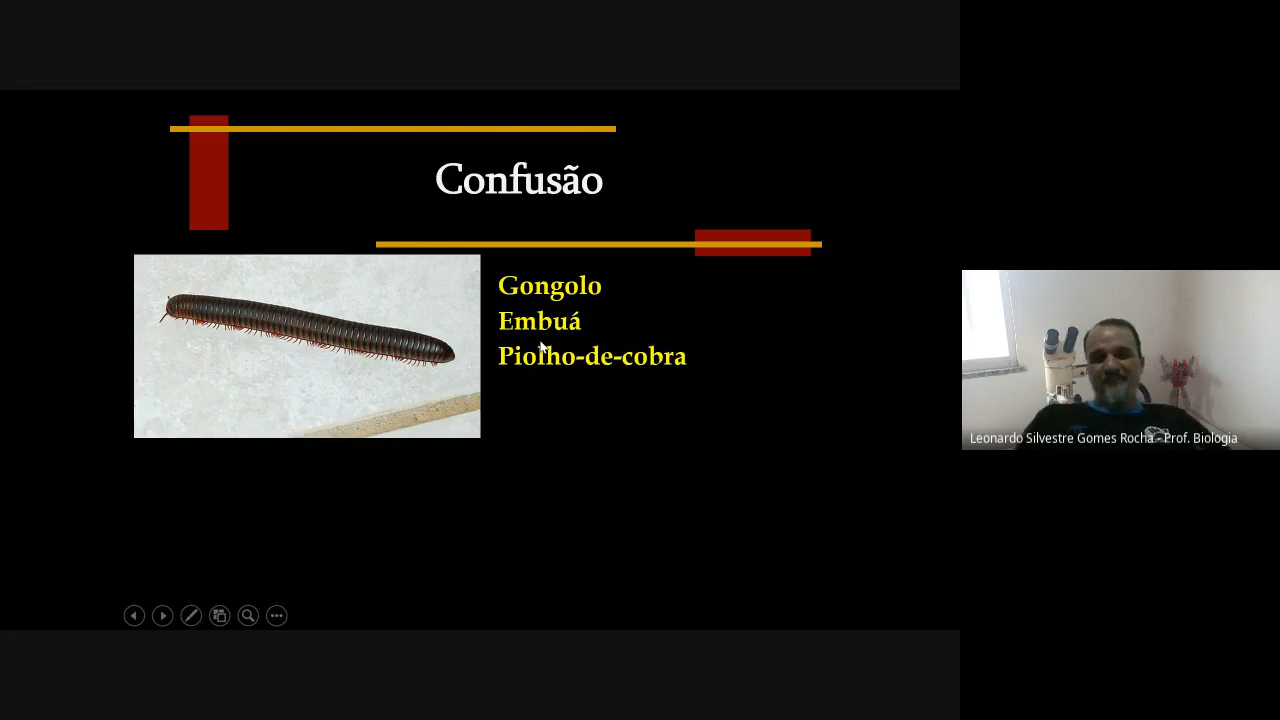 Confusão
Gongolo
Embuá
Piolho-de-cobra
Leonardo Silvestre Gomes Rocha - Prof. Biologia